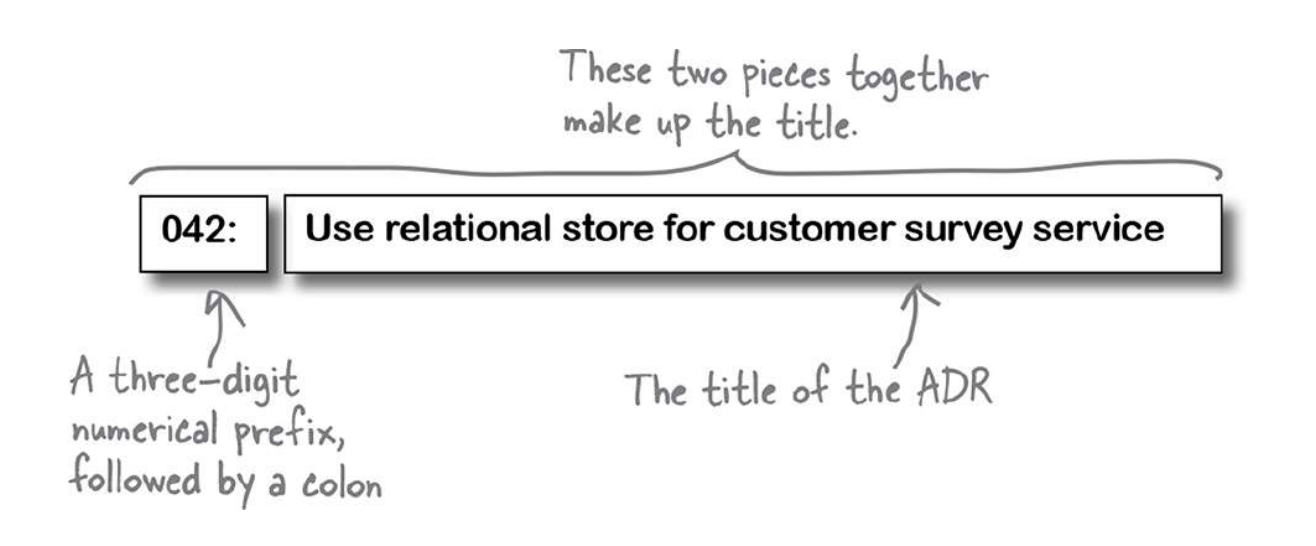 These two pieces together
make up the title.
042: Use relational store for customer survey service
A three-digit
numerical prefix,
followed by a colon
The title of the ADR